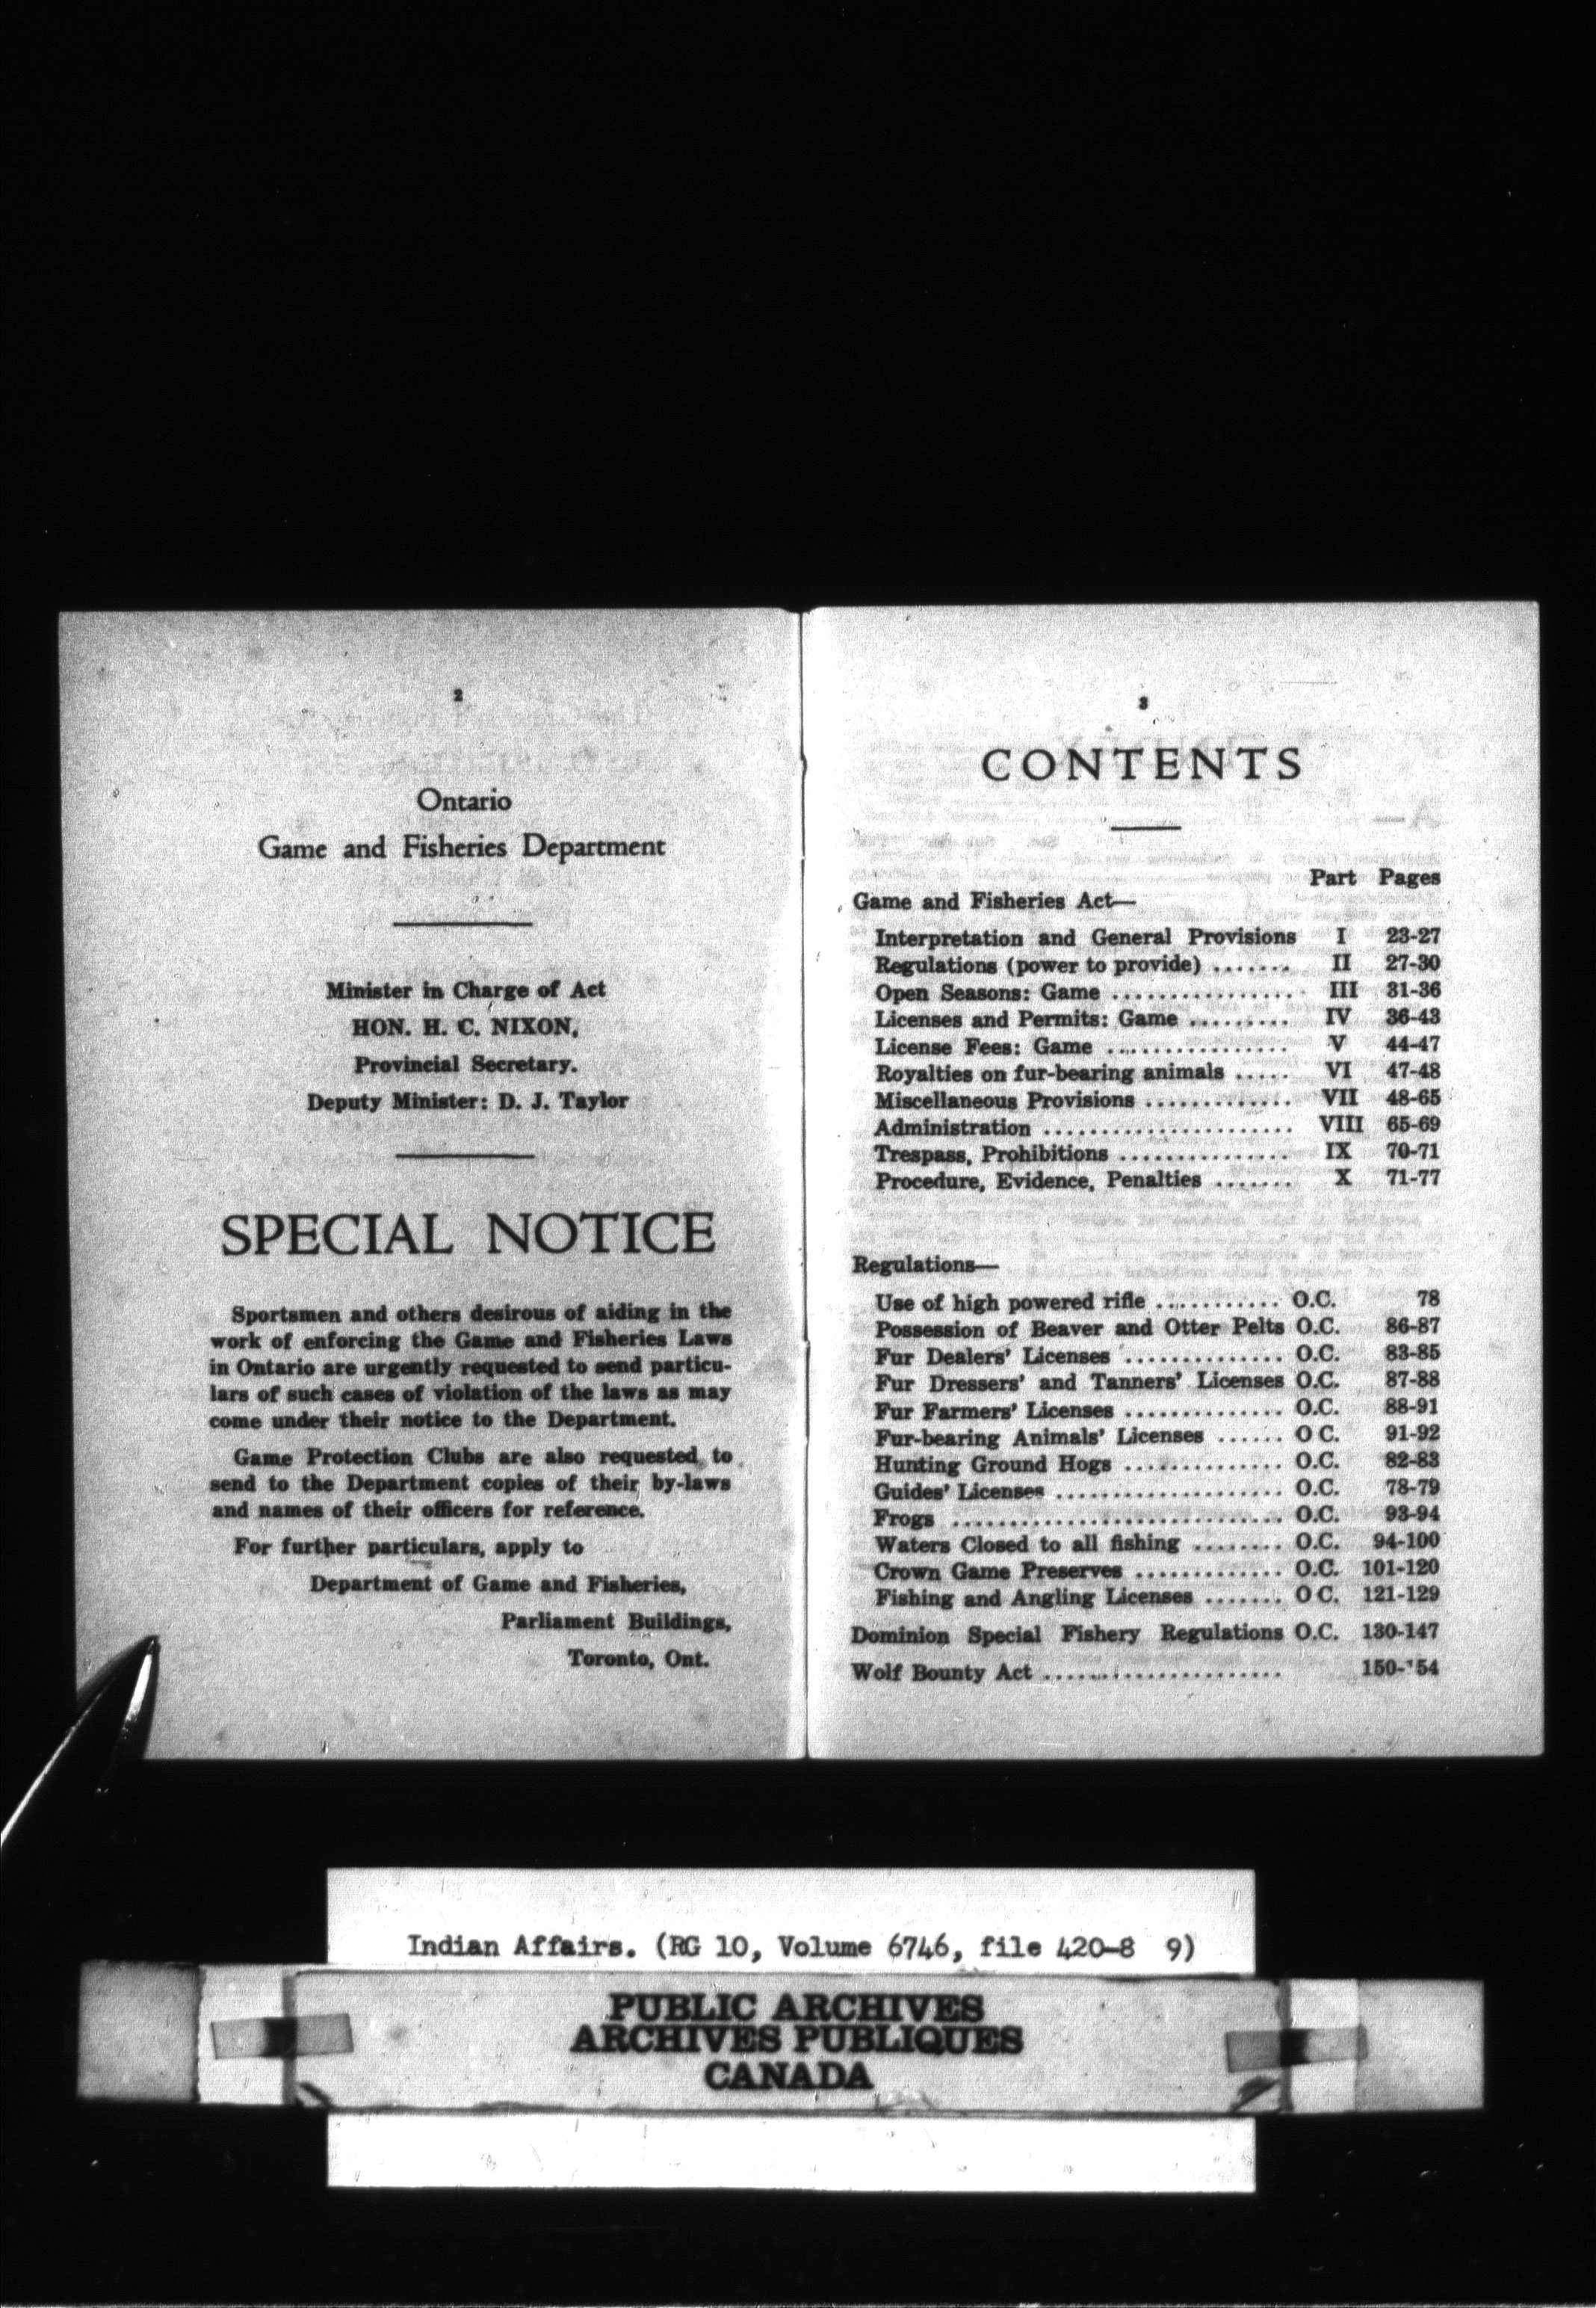 2
Ontario
Game and Fisheries Department
Minister in Charge of Act
HON. H. C. NIXON,
Provincial Secretary.
Deputy Minister: D. J. Taylor
SPECIAL NOTICE
Sportsmen and others desirous of aiding in the
work of enforcing the Game and Fisheries Laws
in Ontario are urgently requested to send particu-
lars of such cases of violation of the laws as may
come under their notice to the Department.
Game Protection Clubs are also requested to
send to the Department copies of their by-laws
and names of their officers for reference.
For further particulars, apply to
Department of Game and Fisheries,
Parliament Buildings,
Toronto, Ont.
3
CONTENTS
Part Pages
Game and Fisheries Act—
Interpretation and General Provisions I 23-27
Regulations (power to provide) ....... II 27-30
Open Seasons: Game ................ III 31-36
Licenses and Permits: Game ......... IV 36-43
License Fees: Game ................ V 44-47
Royalties on fur-bearing animals ..... VI 47-48
Miscellaneous Provisions ............. VII 48-65
Administration ...................... VIII 65-69
Trespass, Prohibitions ............... IX 70-71
Procedure, Evidence, Penalties ....... X 71-77
Regulations—
Use of high powered rifle ........... O.C. 78
Possession of Beaver and Otter Pelts O.C. 86-87
Fur Dealers' Licenses .............. O.C. 83-85
Fur Dressers' and Tanners' Licenses O.C. 87-88
Fur Farmers' Licenses .............. O.C. 88-91
Fur-bearing Animals' Licenses ...... O C. 91-92
Hunting Ground Hogs .............. O.C. 82-83
Guides' Licenses .................... O.C. 78-79
Frogs ............................. O.C. 93-94
Waters Closed to all fishing ........ O.C. 94-100
Crown Game Preserves ............. O.C. 101-120
Fishing and Angling Licenses ....... O C. 121-129
Dominion Special Fishery Regulations O.C. 130-147
Wolf Bounty Act ..................... 150-'54
Indian Affairs. (RG 10, Volume 6746, file 420-8 9)
PUBLIC ARCHIVES
ARCHIVES PUBLIQUES
CANADA